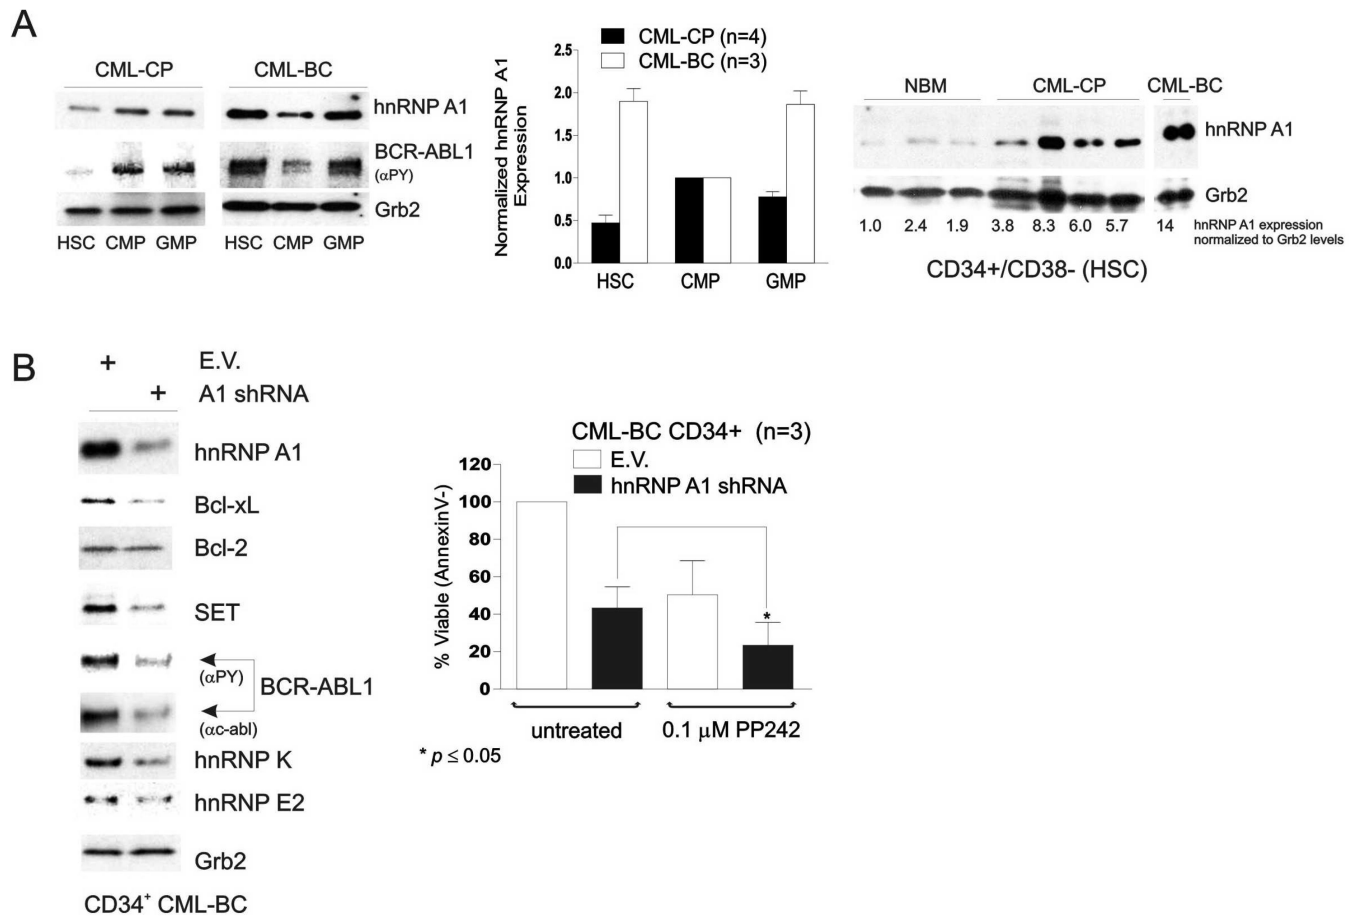 A
CML-CP
CML-BC
hnRNP A1
BCR-ABL1
(αPY)
Grb2
HSC CMP GMP
HSC CMP GMP
CML-CP (n=4)
CML-BC (n=3)
Normalized hnRNP A1
Expression
2.5
2.0
1.5
1.0
0.5
0.0
HSC CMP GMP
NBM CML-CP CML-BC
hnRNP A1
Grb2
1.0 2.4 1.9 3.8 8.3 6.0 5.7 14
hnRNP A1 expression
normalized to Grb2 levels
CD34+/CD38- (HSC)
B
+ E.V.
+ A1 shRNA
hnRNP A1
Bcl-xL
Bcl-2
SET
(αPY)
BCR-ABL1
(αc-abl)
hnRNP K
hnRNP E2
Grb2
CD34+ CML-BC
CML-BC CD34+ (n=3)
E.V.
hnRNP A1 shRNA
% Viable (AnnexinV-)
120
100
80
60
40
20
0
*
untreated
0.1 μM PP242
* p ≤ 0.05